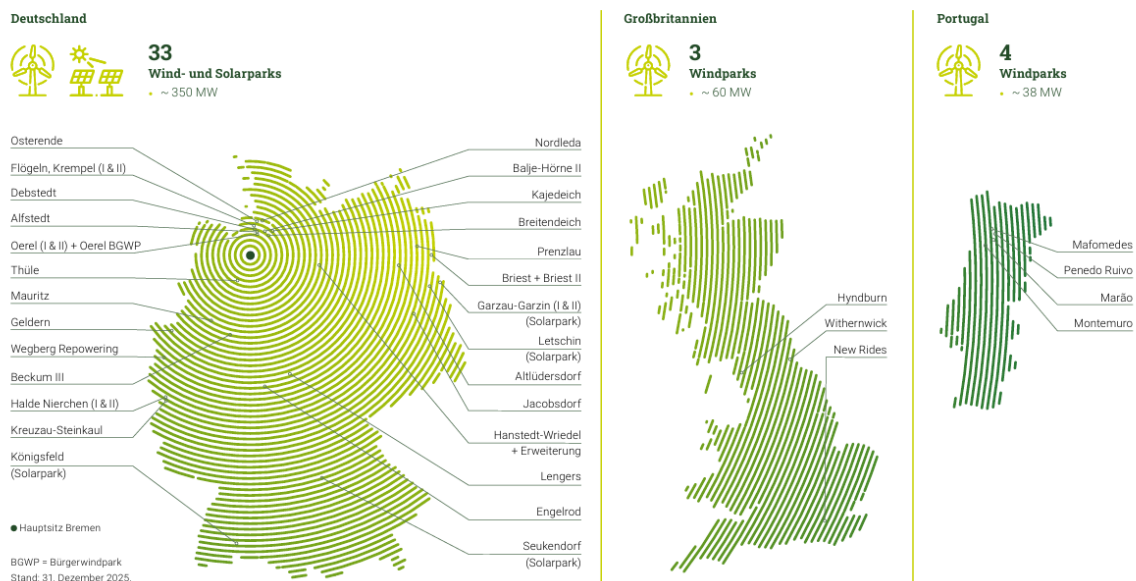 Deutschland
33
Wind- und Solarparks
• ~ 350 MW
Osterende
Flögeln, Krempel (I & II)
Debstedt
Alfstedt
Oerel (I & II) + Oerel BGWP
Thüle
Mauritz
Geldern
Wegberg Repowering
Beckum III
Halde Nierchen (I & II)
Kreuzau-Steinkaul
Königsfeld
(Solarpark)
Nordleda
Balje-Hörne II
Kajedeich
Breitendeich
Prenzlau
Briest + Briest II
Garzau-Garzin (I & II)
(Solarpark)
Letschin
(Solarpark)
Altlüdersdorf
Jacobsdorf
Hanstedt-Wriedel
+ Erweiterung
Lengers
Engelrod
Seukendorf
(Solarpark)
Hauptsitz Bremen
BGWP = Bürgerwindpark
Stand: 31. Dezember 2025.
Großbritannien
3
Windparks
• ~ 60 MW
Hyndburn
Withernwick
New Rides
Portugal
4
Windparks
• ~ 38 MW
Mafomedes
Penedo Ruivo
Marão
Montemuro